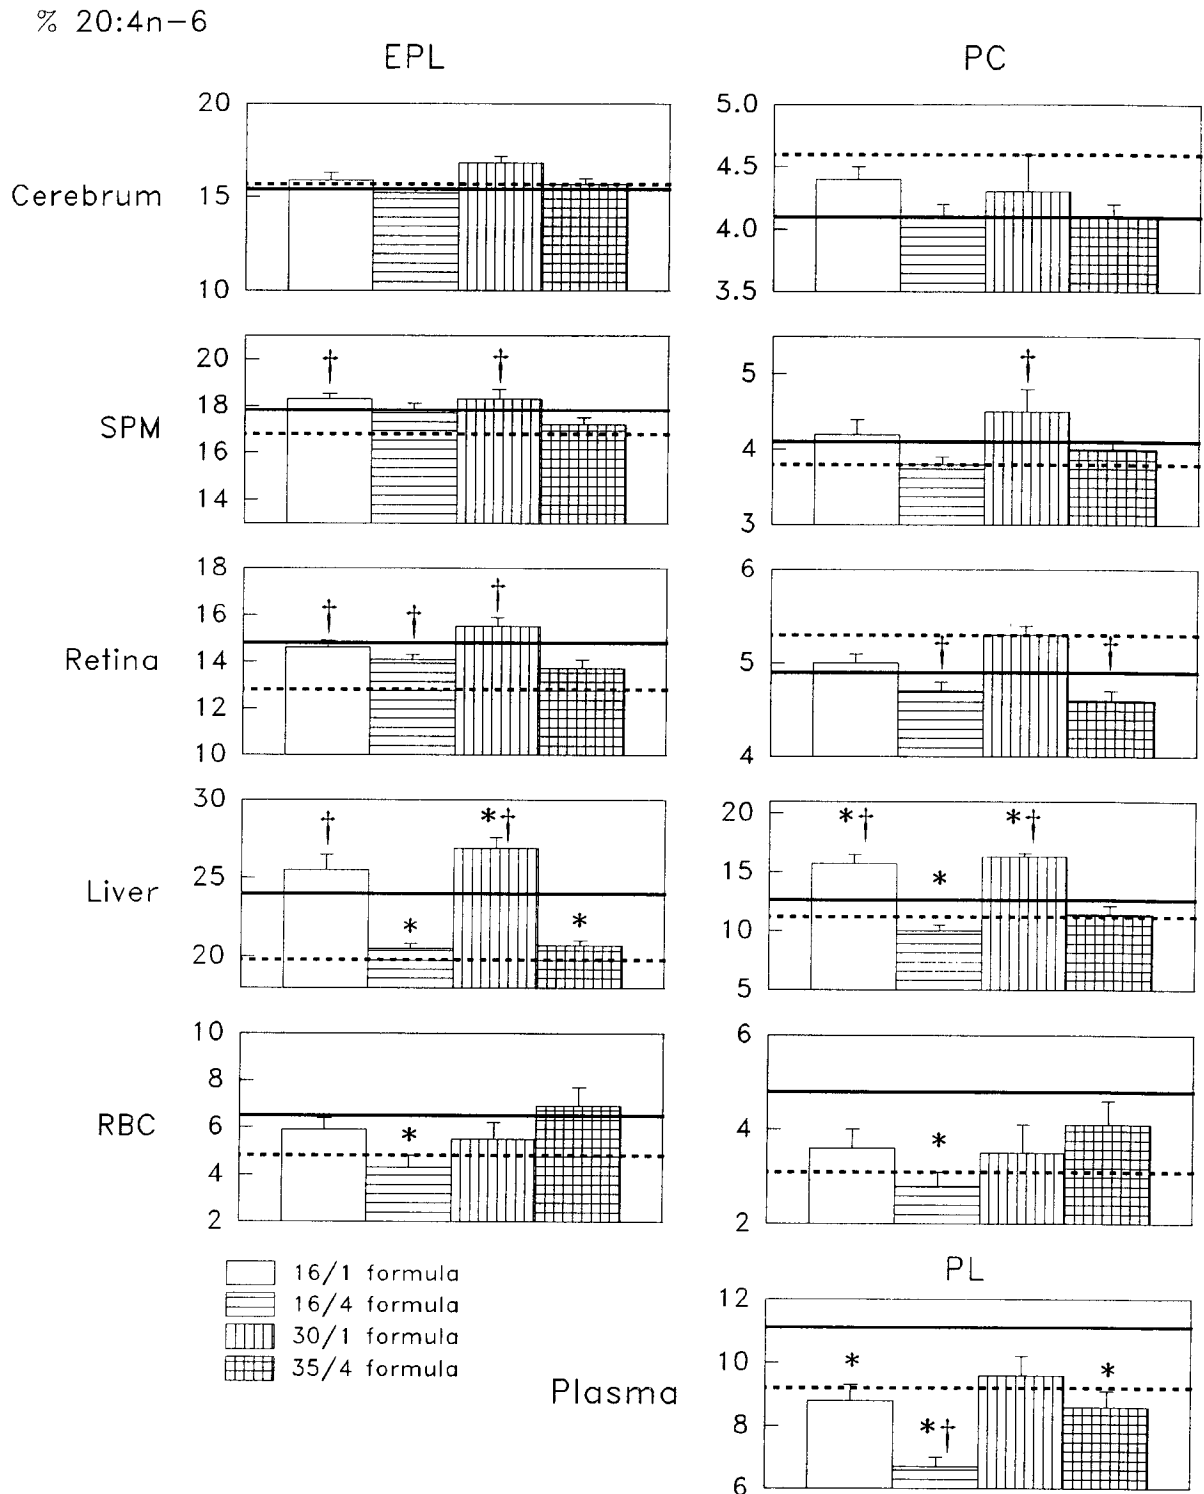 % 20:4n-6
EPL
PC
20
15
10
Cerebrum
5.0
4.5
4.0
3.5
20
18
16
14
SPM
† †
5
4
3
†
18
16
14
12
10
Retina
† † †
6
5
4
† †
30
25
20
Liver
† * *† *
20
15
10
5
*† * *†
10
8
6
4
2
RBC
*
6
4
2
*
16/1 formula
16/4 formula
30/1 formula
35/4 formula
PL
Plasma
12
10
8
6
* *† *